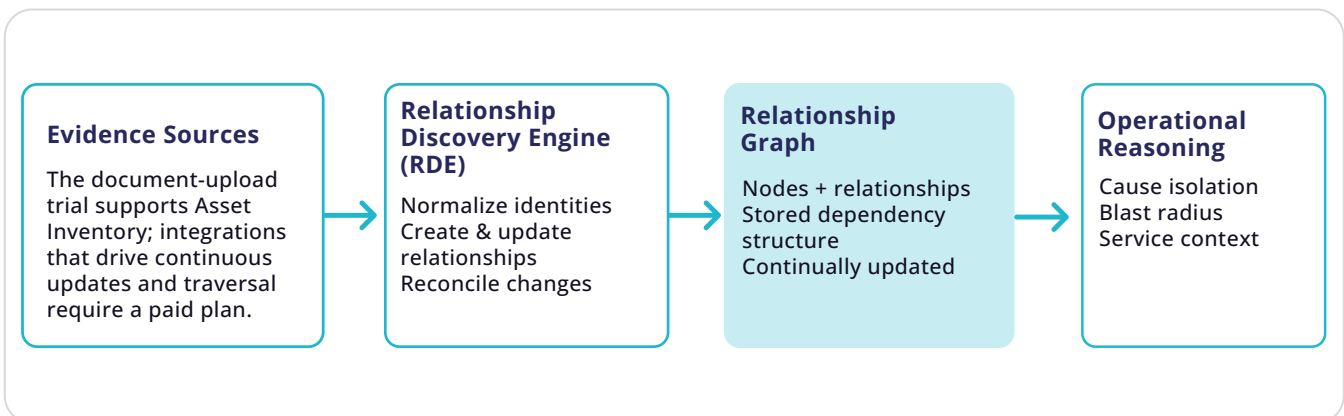 Evidence Sources
The document-upload
trial supports Asset
Inventory; integrations
that drive continuous
updates and traversal
require a paid plan.
Relationship
Discovery Engine
(RDE)
Normalize identities
Create & update
relationships
Reconcile changes
Relationship
Graph
Nodes + relationships
Stored dependency
structure
Continually updated
Operational
Reasoning
Cause isolation
Blast radius
Service context